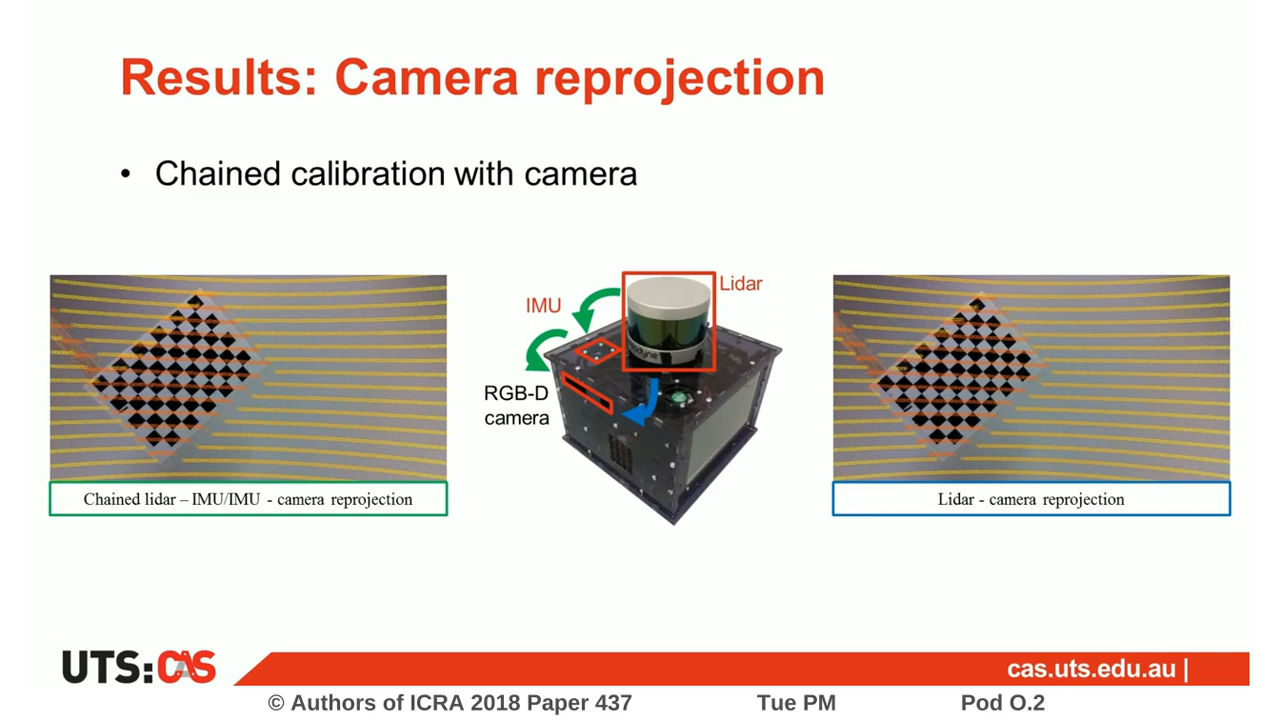 Results: Camera reprojection
• Chained calibration with camera
IMU
Lidar
RGB-D
camera
Chained lidar – IMU/IMU - camera reprojection
Lidar - camera reprojection
UTS:CAS
cas.uts.edu.au |
© Authors of ICRA 2018 Paper 437 Tue PM Pod O.2